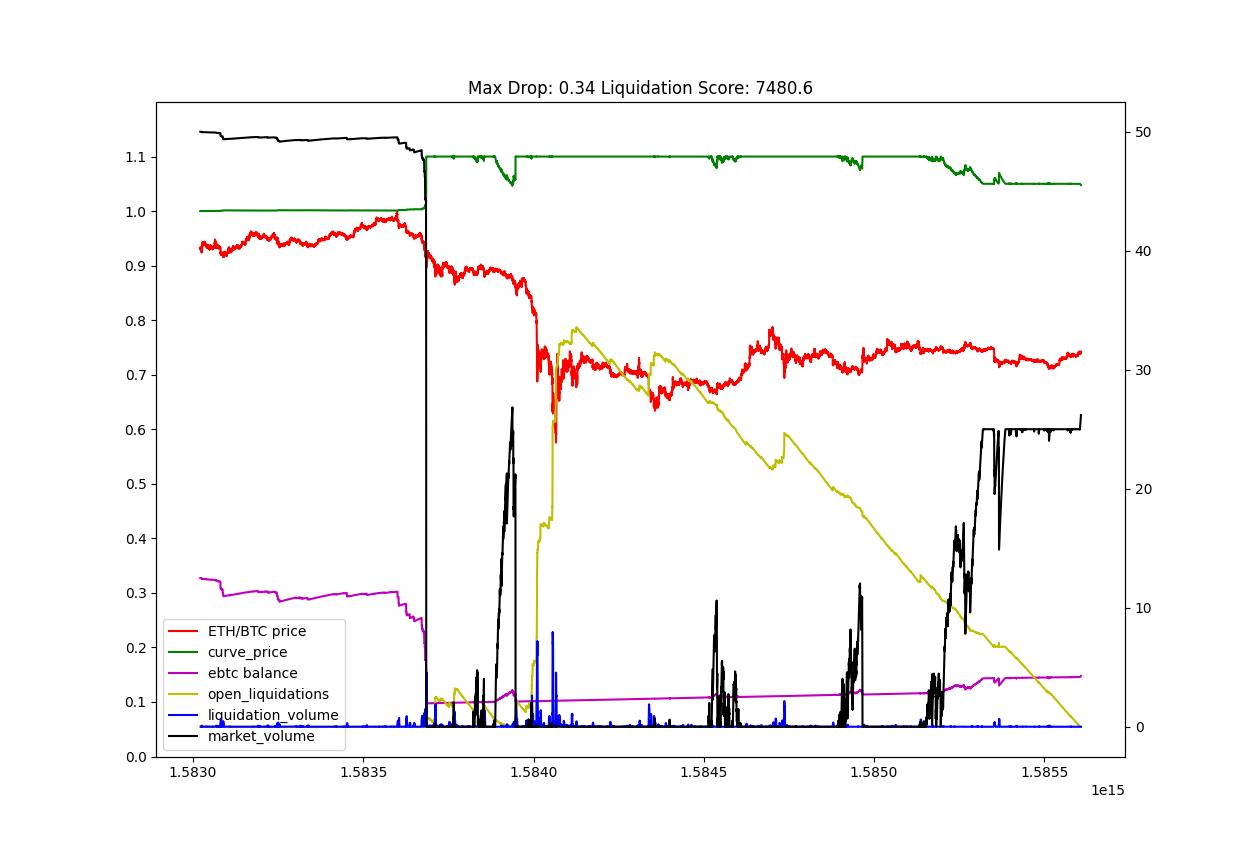 Max Drop: 0.34 Liquidation Score: 7480.6
1.1
1.0
0.9
0.8
0.7
0.6
0.5
0.4
0.3
0.2
0.1
0.0
50
40
30
20
10
0
ETH/BTC price
curve_price
ebtc balance
open_liquidations
liquidation_volume
market_volume
1.5830 1.5835 1.5840 1.5845 1.5850 1.5855
1e15